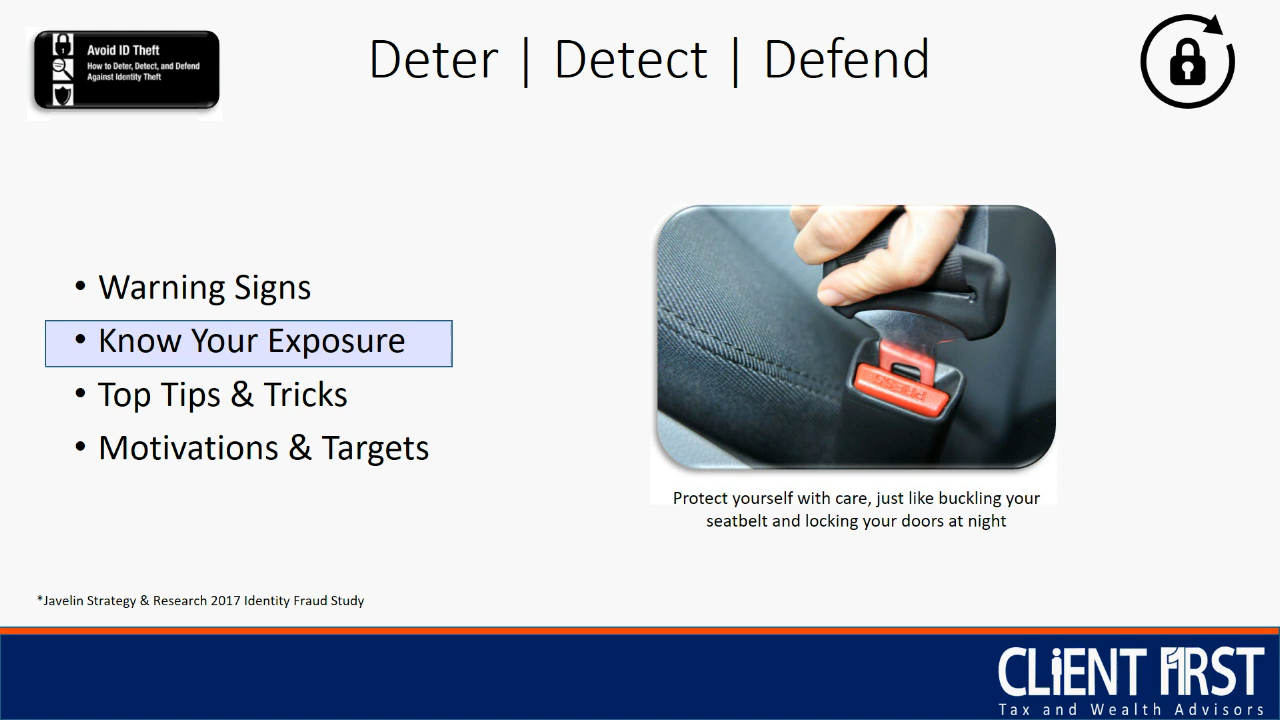 Avoid ID Theft
How to Deter, Detect, and Defend
Against Identity Theft
Deter | Detect | Defend
• Warning Signs
• Know Your Exposure
• Top Tips & Tricks
• Motivations & Targets
PRESS
Protect yourself with care, just like buckling your
seatbelt and locking your doors at night
*Javelin Strategy & Research 2017 Identity Fraud Study
CLiENT FIRST
Tax and Wealth Advisors